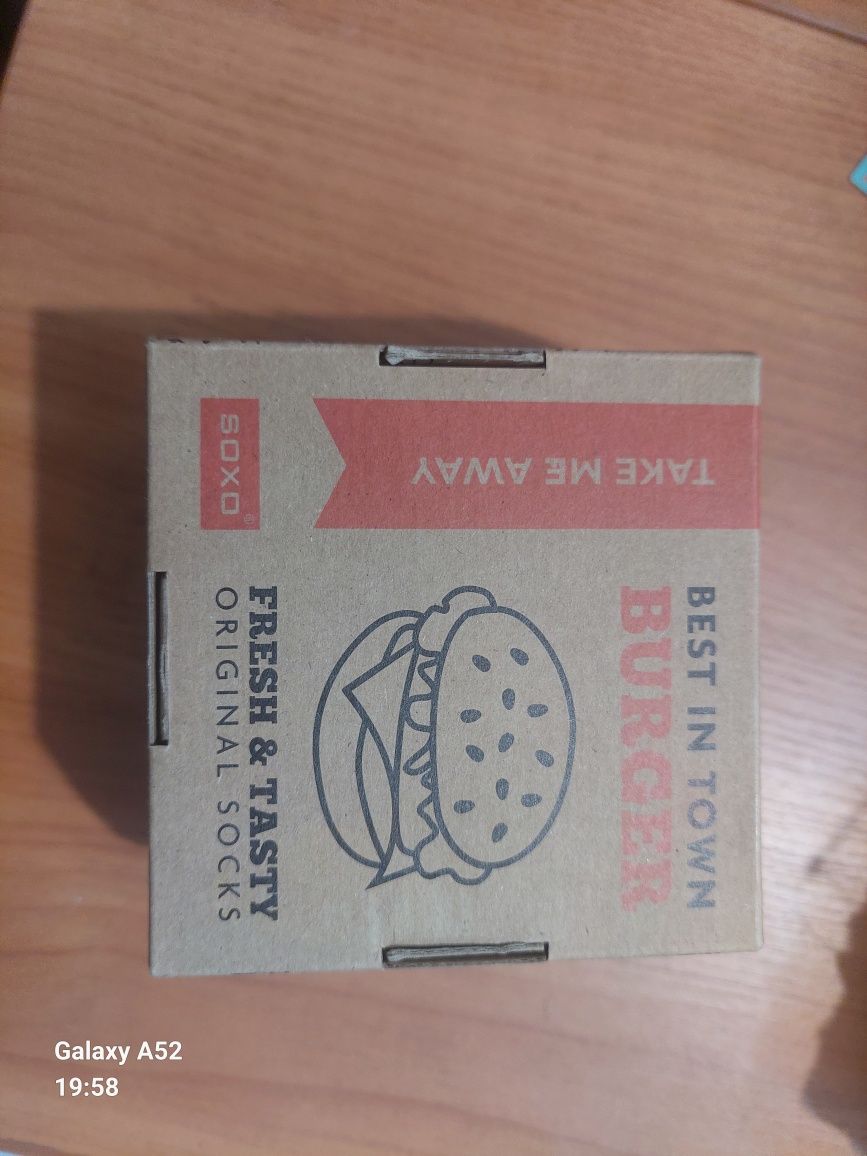 BEST IN TOWN
BURGER
FRESH & TASTY
ORIGINAL SOCKS
TAKE ME AWAY
SOXO®
Galaxy A52
19:58